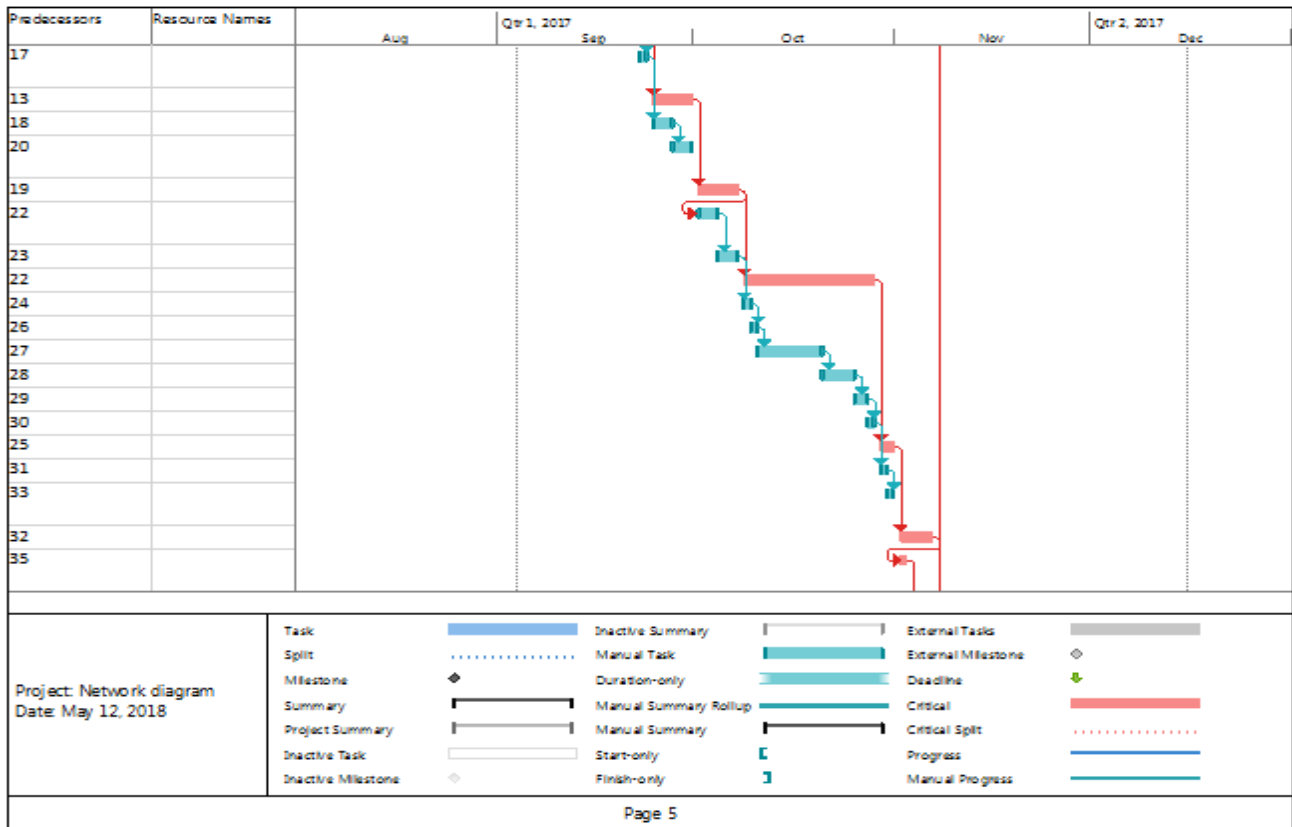 Predecessors Resource Names
Qtr 1, 2017 Qtr 2, 2017
Aug Sep Oct Nov Dec
17
13
18
20
19
22
23
22
24
26
27
28
29
30
25
31
33
32
35
Project: Network diagram
Date: May 12, 2018
Task Inactive Summary External Tasks
Split Manual Task External Milestone
Milestone Duration-only Deadline
Summary Manual Summary Rollup Critical
Project Summary Manual Summary Critical Split
Inactive Task Start-only Progress
Inactive Milestone Finish-only Manual Progress
Page 5